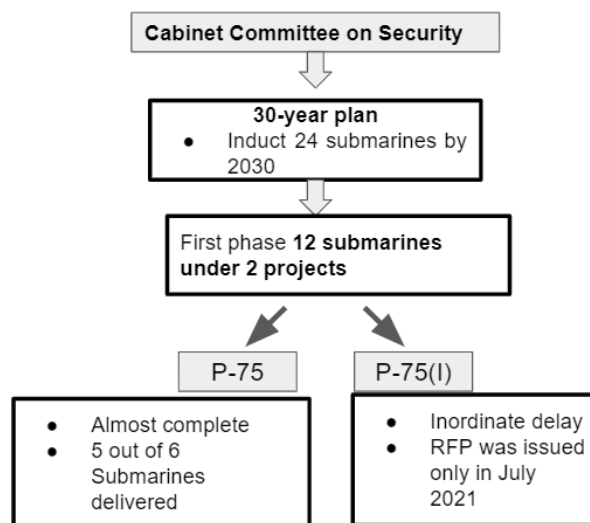 Cabinet Committee on Security
30-year plan
● Induct 24 submarines by
2030
First phase 12 submarines
under 2 projects
P-75
P-75(I)
● Almost complete
● 5 out of 6
Submarines
delivered
● Inordinate delay
● RFP was issued
only in July
2021